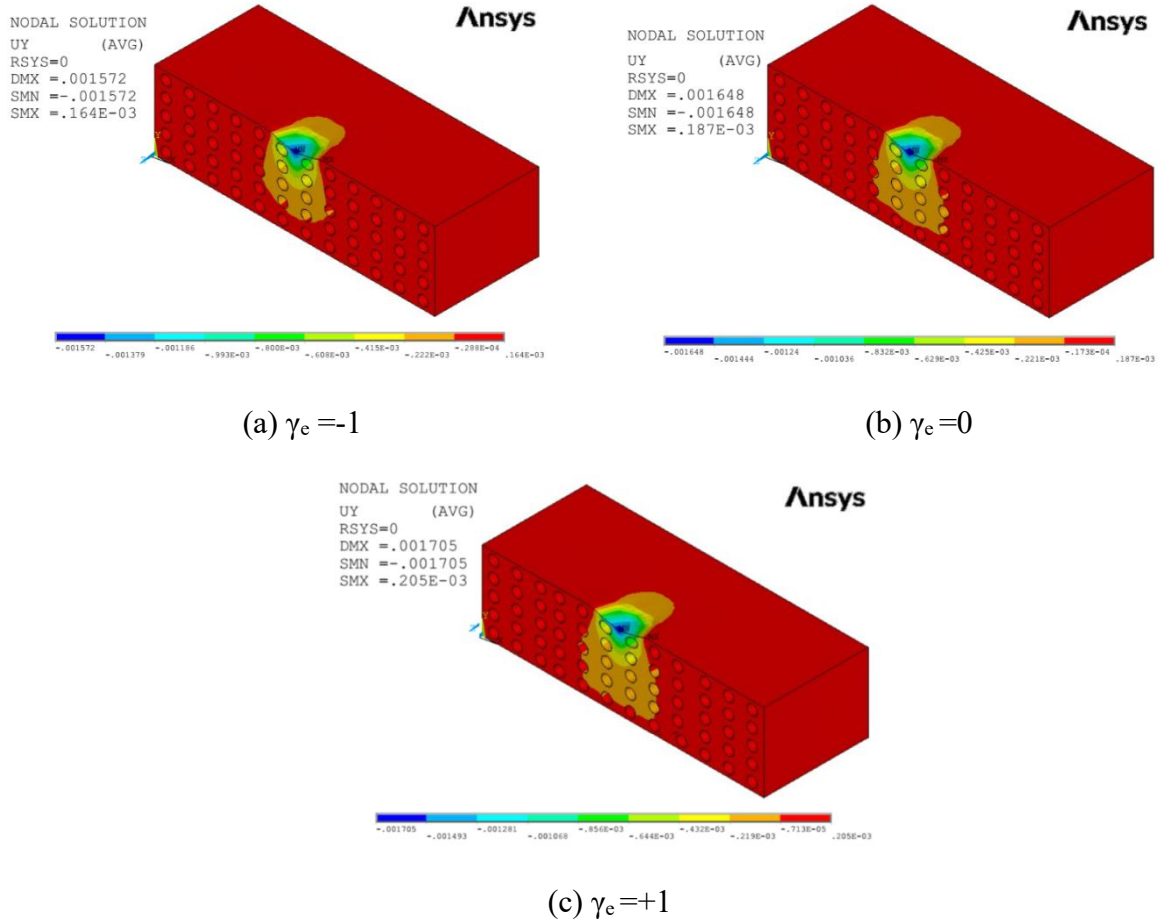 NODAL SOLUTION
UY (AVG)
RSYS=0
DMX =.001572
SMN =-.001572
SMX =.164E-03
Ansys
Y
Z
-.001572 -.001379 -.001186 -.993E-03 -.800E-03 -.608E-03 -.415E-03 -.222E-03 -.288E-04 .164E-03
(a) γe =-1
NODAL SOLUTION
UY (AVG)
RSYS=0
DMX =.001648
SMN =-.001648
SMX =.187E-03
Ansys
Y
Z
-.001648 -.001444 -.00124 -.001036 -.832E-03 -.629E-03 -.425E-03 -.221E-03 -.173E-04 .187E-03
(b) γe =0
NODAL SOLUTION
UY (AVG)
RSYS=0
DMX =.001705
SMN =-.001705
SMX =.205E-03
Ansys
Y
Z
-.001705 -.001493 -.001281 -.001068 -.856E-03 -.644E-03 -.432E-03 -.219E-03 -.713E-05 .205E-03
(c) γe =+1